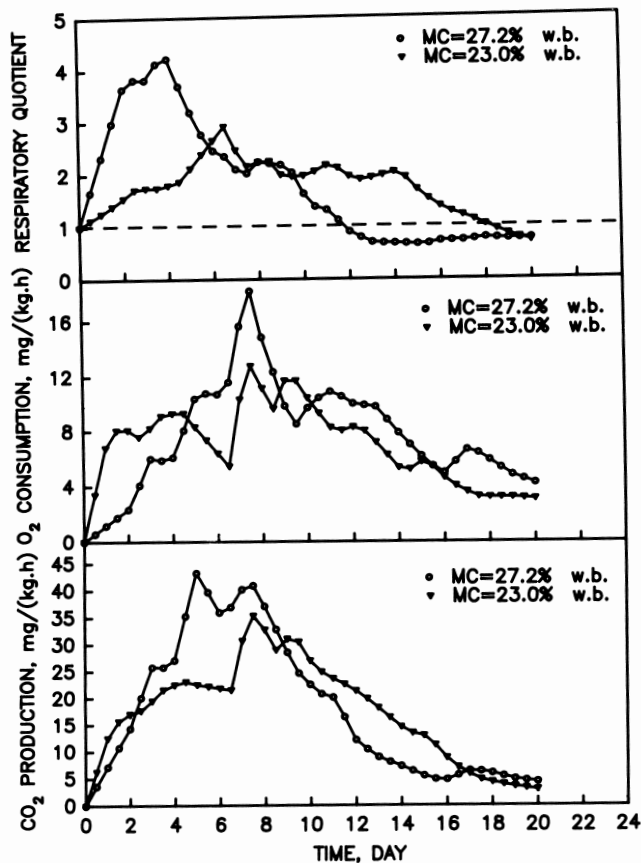 RESPIRATORY QUOTIENT
5
4
3
2
1
0
MC=27.2% w.b.
MC=23.0% w.b.
O2 CONSUMPTION, mg/(kg.h)
16
12
8
4
0
MC=27.2% w.b.
MC=23.0% w.b.
CO2 PRODUCTION, mg/(kg.h)
45
40
35
30
25
20
15
10
5
0
MC=27.2% w.b.
MC=23.0% w.b.
0 2 4 6 8 10 12 14 16 18 20 22 24
TIME, DAY